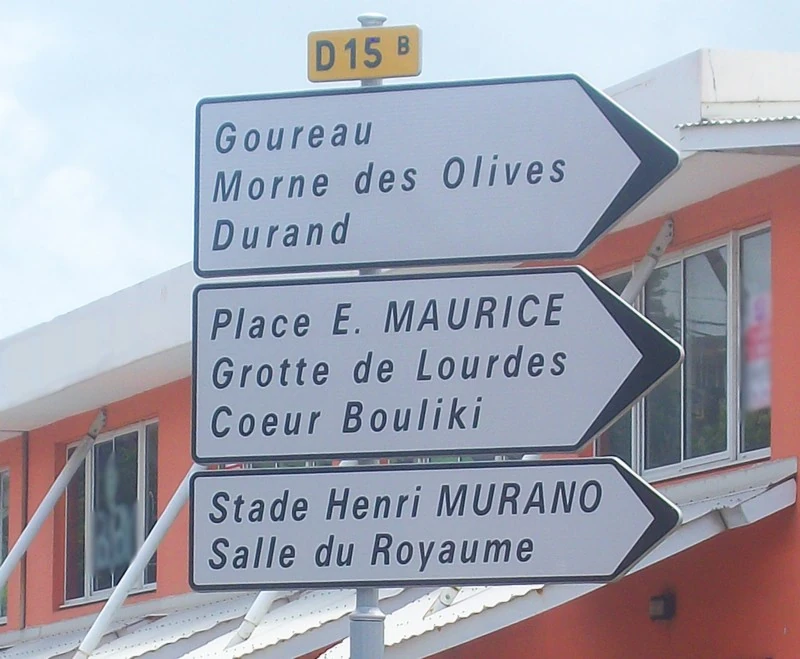 D15 B
Goureau
Morne des Olives
Durand
Place E. MAURICE
Grotte de Lourdes
Coeur Bouliki
Stade Henri MURANO
Salle du Royaume